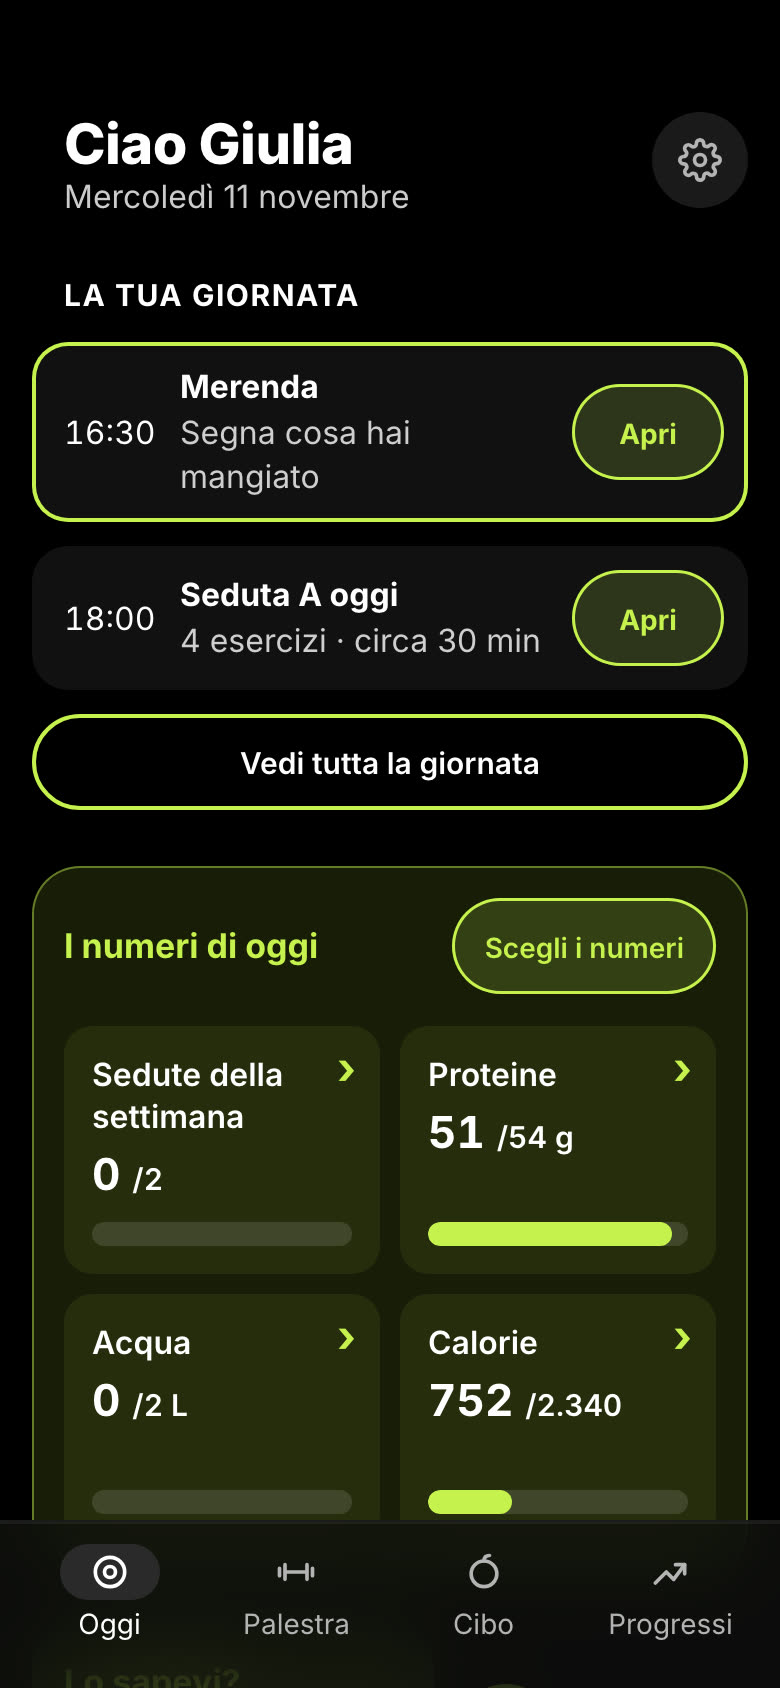 Ciao Giulia
Mercoledì 11 novembre
LA TUA GIORNATA
16:30
Merenda
Segna cosa hai
mangiato
Apri
18:00
Seduta A oggi
4 esercizi · circa 30 min
Apri
Vedi tutta la giornata
I numeri di oggi
Scegli i numeri
Sedute della
settimana
0 /2
Proteine
51 /54 g
Acqua
0 /2 L
Calorie
752 /2.340
Oggi
Palestra
Cibo
Progressi
Lo sapevi?